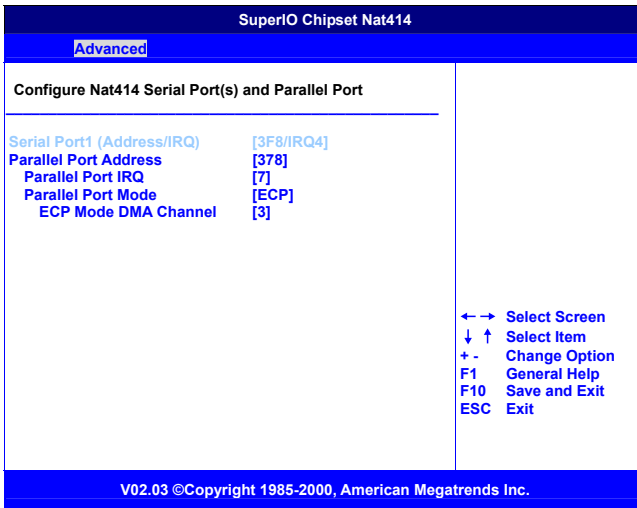 SuperIO Chipset Nat414
Advanced
Configure Nat414 Serial Port(s) and Parallel Port
Serial Port1 (Address/IRQ) [3F8/IRQ4]
Parallel Port Address [378]
Parallel Port IRQ [7]
Parallel Port Mode [ECP]
ECP Mode DMA Channel [3]
←→ Select Screen
↓ ↑ Select Item
+ - Change Option
F1 General Help
F10 Save and Exit
ESC Exit
V02.03 ©Copyright 1985-2000, American Megatrends Inc.